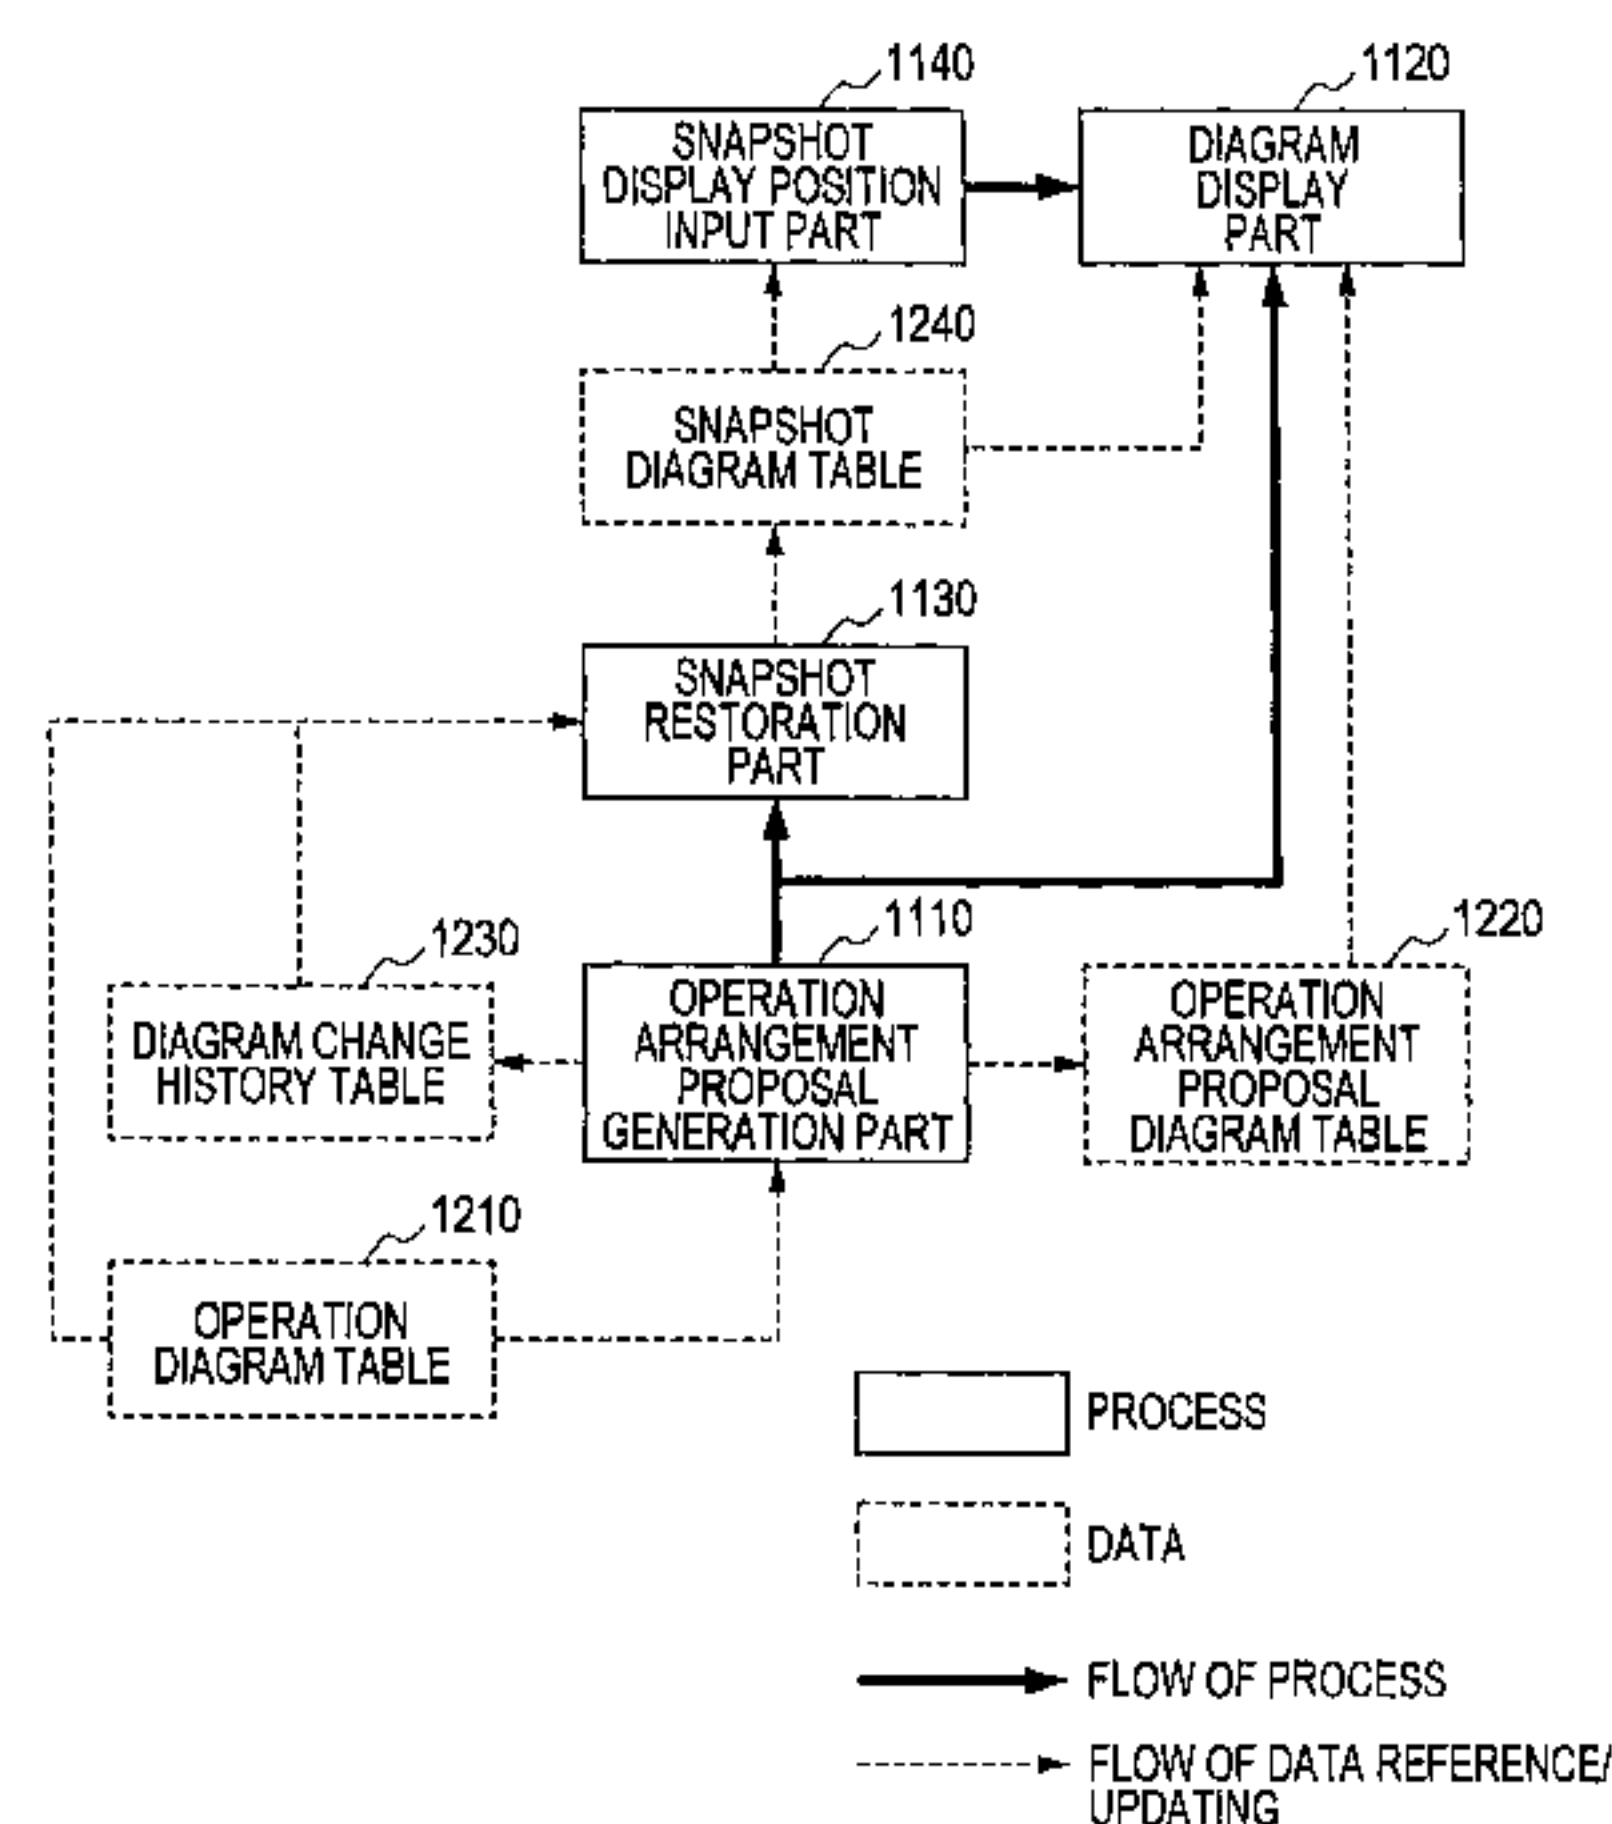 1140
1120
SNAPSHOT
DISPLAY POSITION
INPUT PART
DIAGRAM
DISPLAY
PART
1240
SNAPSHOT
DIAGRAM TABLE
1130
SNAPSHOT
RESTORATION
PART
1230
1110
1220
DIAGRAM CHANGE
HISTORY TABLE
OPERATION
ARRANGEMENT
PROPOSAL
GENERATION PART
OPERATION
ARRANGEMENT
PROPOSAL
DIAGRAM TABLE
1210
OPERATION
DIAGRAM TABLE
PROCESS
DATA
FLOW OF PROCESS
FLOW OF DATA REFERENCE/
UPDATING